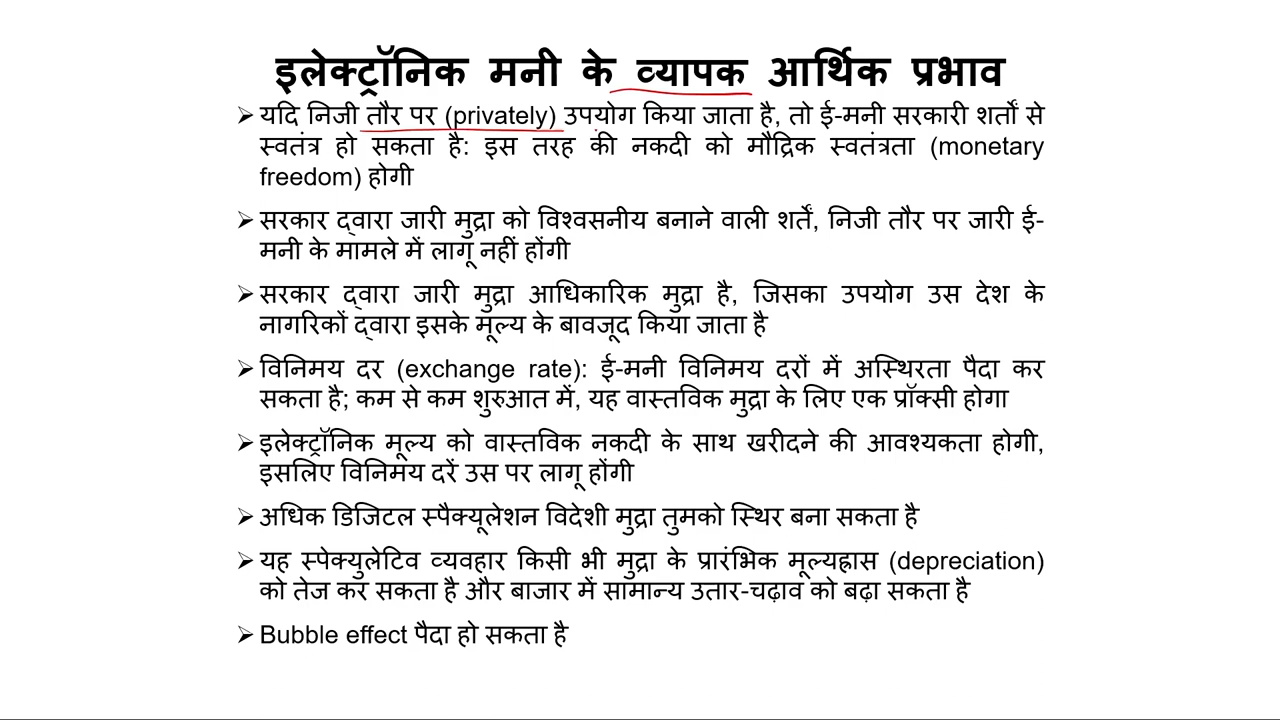 इलेक्ट्रॉनिक मनी के व्यापक आर्थिक प्रभाव
➢ यदि निजी तौर पर (privately) उपयोग किया जाता है, तो ई-मनी सरकारी शर्तों से
स्वतंत्र हो सकता है: इस तरह की नकदी को मौद्रिक स्वतंत्रता (monetary
freedom) होगी
➢ सरकार द्वारा जारी मुद्रा को विश्वसनीय बनाने वाली शर्तें, निजी तौर पर जारी ई-
मनी के मामले में लागू नहीं होंगी
➢ सरकार द्वारा जारी मुद्रा आधिकारिक मुद्रा है, जिसका उपयोग उस देश के
नागरिकों द्वारा इसके मूल्य के बावजूद किया जाता है
➢ विनिमय दर (exchange rate): ई-मनी विनिमय दरों में अस्थिरता पैदा कर
सकता है; कम से कम शुरुआत में, यह वास्तविक मुद्रा के लिए एक प्रॉक्सी होगा
➢ इलेक्ट्रॉनिक मूल्य को वास्तविक नकदी के साथ खरीदने की आवश्यकता होगी,
इसलिए विनिमय दरें उस पर लागू होंगी
➢ अधिक डिजिटल स्पैक्यूलेशन विदेशी मुद्रा तुमको स्थिर बना सकता है
➢ यह स्पेक्युलेटिव व्यवहार किसी भी मुद्रा के प्रारंभिक मूल्यह्रास (depreciation)
को तेज कर सकता है और बाजार में सामान्य उतार-चढ़ाव को बढ़ा सकता है
➢ Bubble effect पैदा हो सकता है